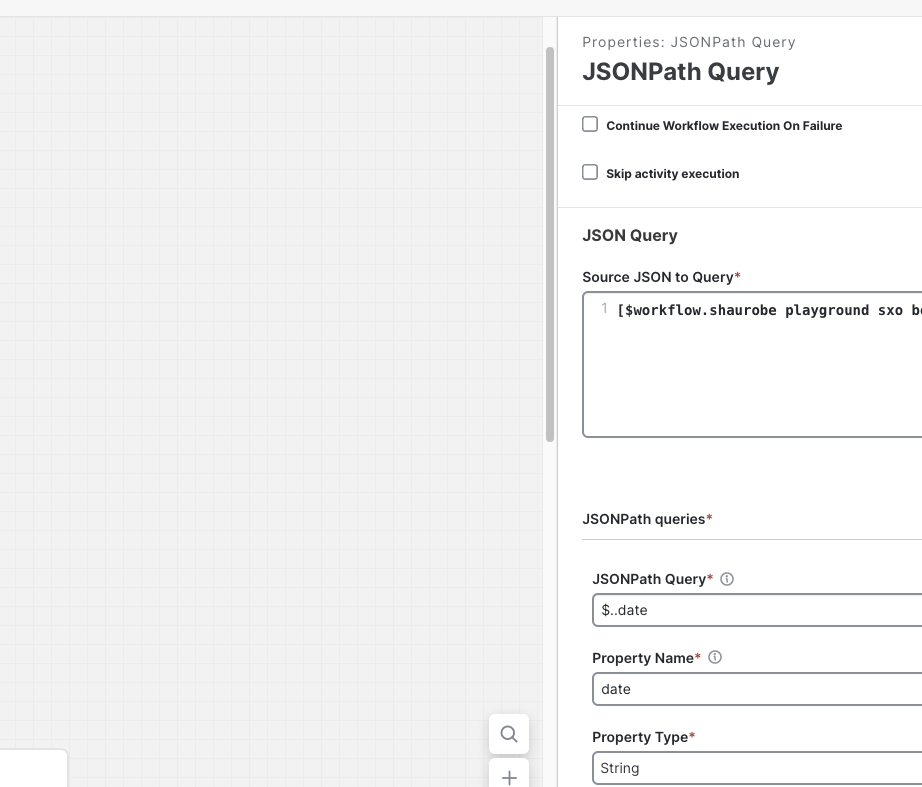 Properties: JSONPath Query
JSONPath Query
Continue Workflow Execution On Failure
Skip activity execution
JSON Query
Source JSON to Query*
1 [$workflow.shaurobe playground sxo
JSONPath queries*
JSONPath Query*
$..date
Property Name*
date
Property Type*
String